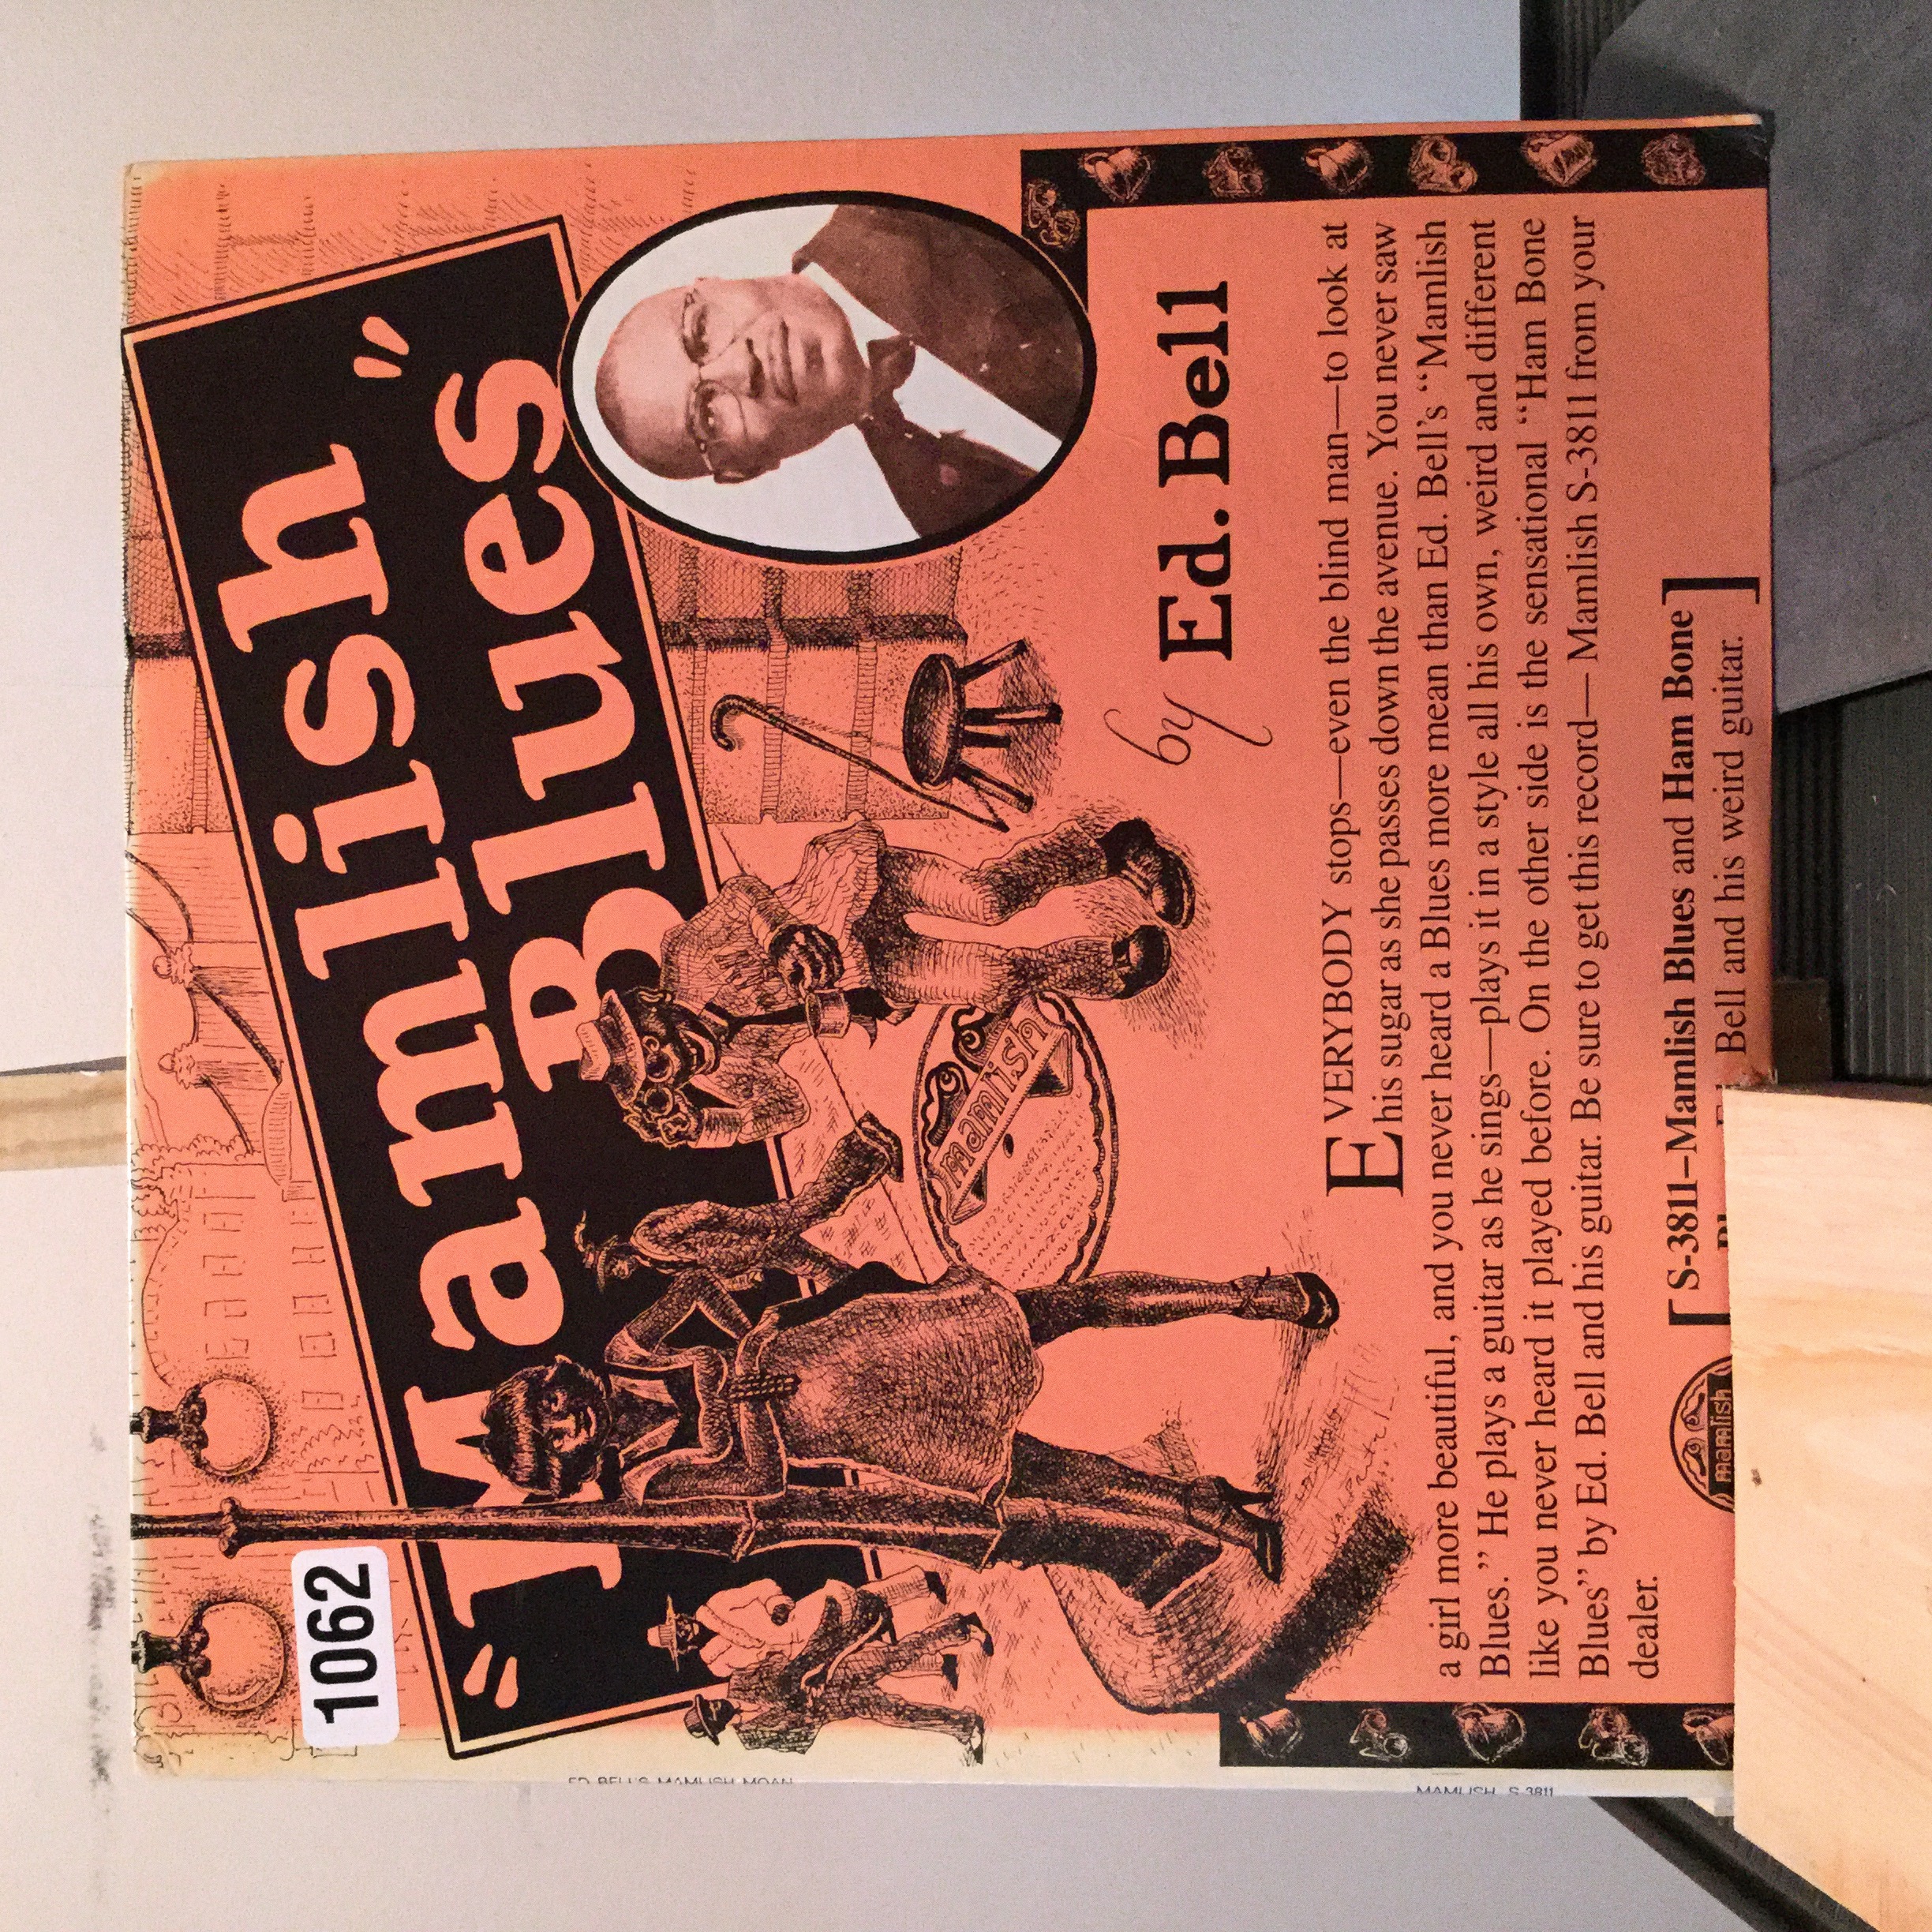 1062
"Mamlish
Blues"
by Ed. Bell
mamlish
EVERYBODY stops—even the blind man—to look at
his sugar as she passes down the avenue. You never saw
a girl more beautiful, and you never heard a Blues more mean than Ed. Bell's “Mamlish
Blues.” He plays a guitar as he sings—plays it in a style all his own, weird and different
like you never heard it played before. On the other side is the sensational “Ham Bone
Blues” by Ed. Bell and his guitar. Be sure to get this record— Mamlish S-3811 from your
dealer.
mamlish
[S-3811–Mamlish Blues and Ham Bone]
Bell and his weird guitar.
ED BELL'S MAMLISH MOAN
MAMLISH S 3811